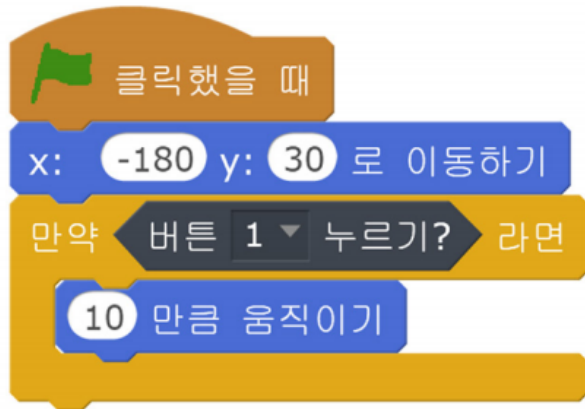 클릭했을 때
x: -180 y: 30 로 이동하기
만약 버튼 1 누르기? 라면
10 만큼 움직이기